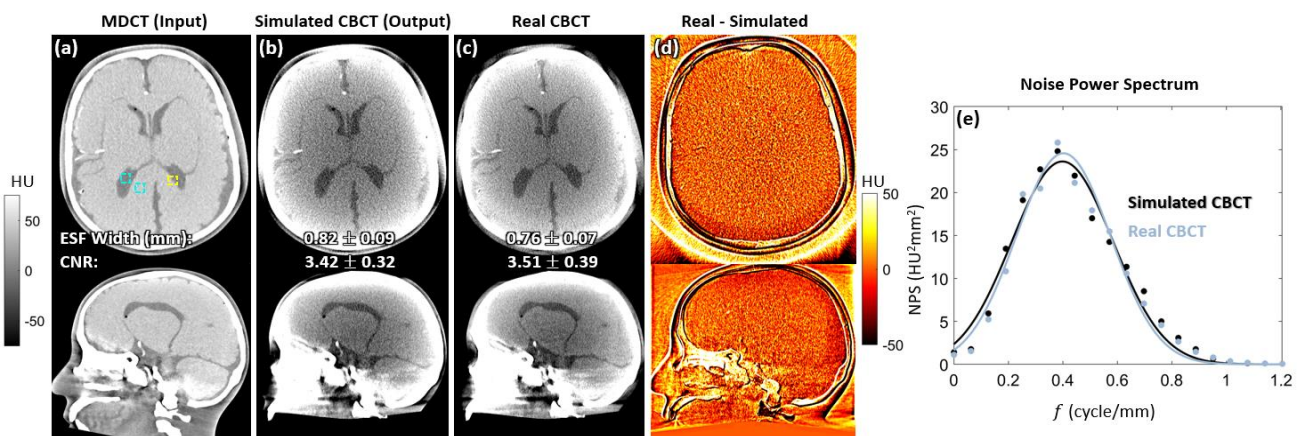 MDCT (Input)
Simulated CBCT (Output)
Real CBCT
Real - Simulated
(a)
(b)
(c)
(d)
HU
50
0
-50
ESF Width (mm):
0.82 ± 0.09
0.76 ± 0.07
CNR:
3.42 ± 0.32
3.51 ± 0.39
HU
50
0
-50
Noise Power Spectrum
(e)
NPS (HU²mm²)
30
25
20
15
10
5
0
Simulated CBCT
Real CBCT
0
0.2
0.4
0.6
0.8
1
1.2
f (cycle/mm)